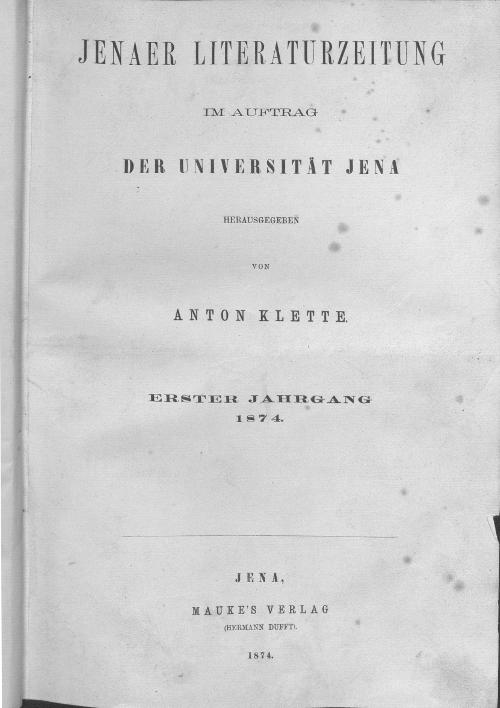 JENAER LITERATURZEITUNG
IM AUFTRAG
DER UNIVERSITÄT JENA
HERAUSGEGEBEN
VON
ANTON KLETTE.
ERSTER JAHRGANG
1874.
JENA,
MAUKE'S VERLAG
(HERMANN DUFFT).
1874.